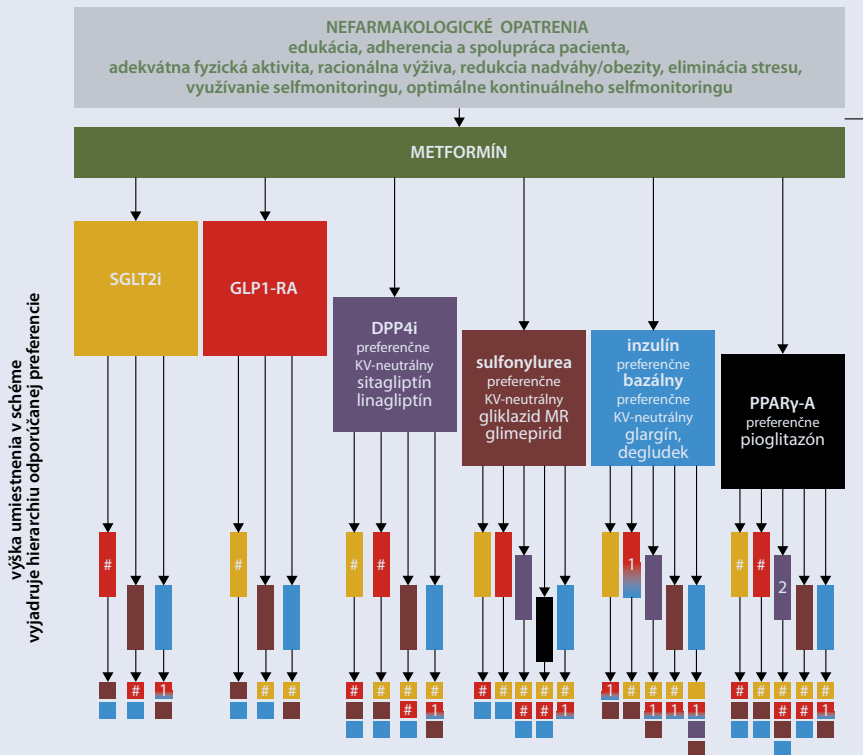 NEFARMAKOLOGICKÉ OPATRENIA
edukácia, adherencia a spolupráca pacienta,
adekvátna fyzická aktivita, racionálna výživa, redukcia nadváhy/obezity, eliminácia stresu,
využívanie selfmonitoringu, optimálne kontinuálneho selfmonitoringu
METFORMÍN
výška umiestnenia v schéme
vyjadruje hierarchiu odporúčanej preferencie
SGLT2i
GLP1-RA
DPP4i
preferenčne
KV-neutrálny
sitagliptín
linagliptín
sulfonylurea
preferenčne
KV-neutrálny
gliklazid MR
glimepirid
inzulín
preferenčne
bazálny
preferenčne
KV-neutrálny
glargín,
degludek
PPARγ-A
preferenčne
pioglitazón
# # # # 1 # #
2
# # # # # # # # # # # # # 1 # # # # # # # # #
1 # # # 1 1 1 1 # # 1